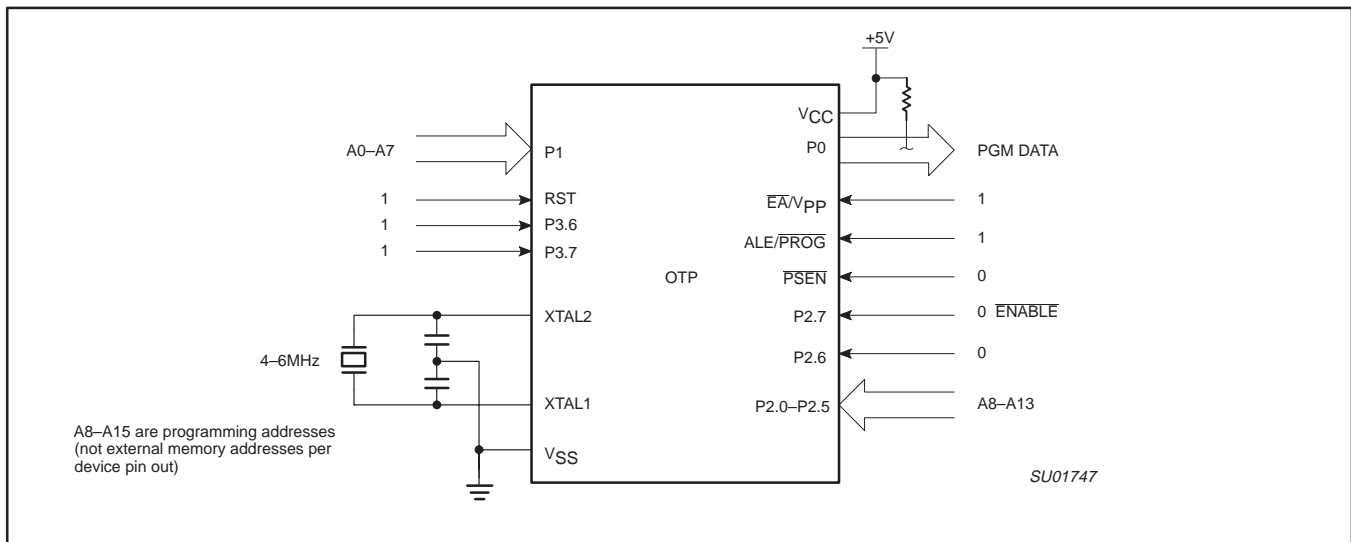 +5V
VCC
A0–A7
P1
P0
PGM DATA
1
RST
EA/VPP
1
1
P3.6
ALE/PROG
1
1
P3.7
OTP
PSEN
0
XTAL2
P2.7
0 ENABLE
4–6MHz
P2.6
0
XTAL1
P2.0–P2.5
A8–A13
A8–A15 are programming addresses
(not external memory addresses per
device pin out)
VSS
SU01747